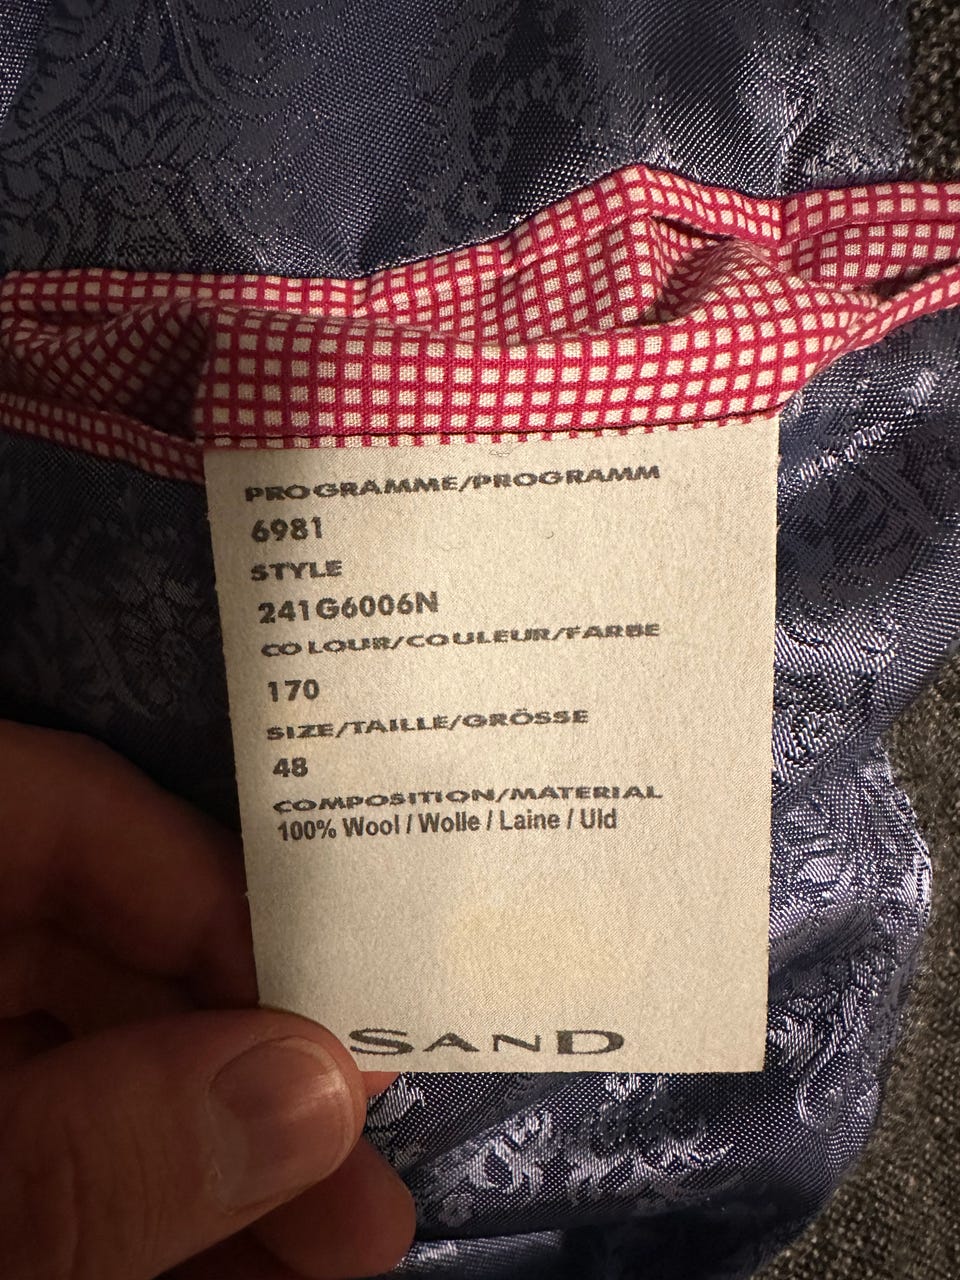 PROGRAMME/PROGRAMM
6981
STYLE
241G6006N
COLOUR/COULEUR/FARBE
170
SIZE/TAILLE/GRÖSSE
48
COMPOSITION/MATERIAL
100% Wool / Wolle / Laine / Uld
SAND